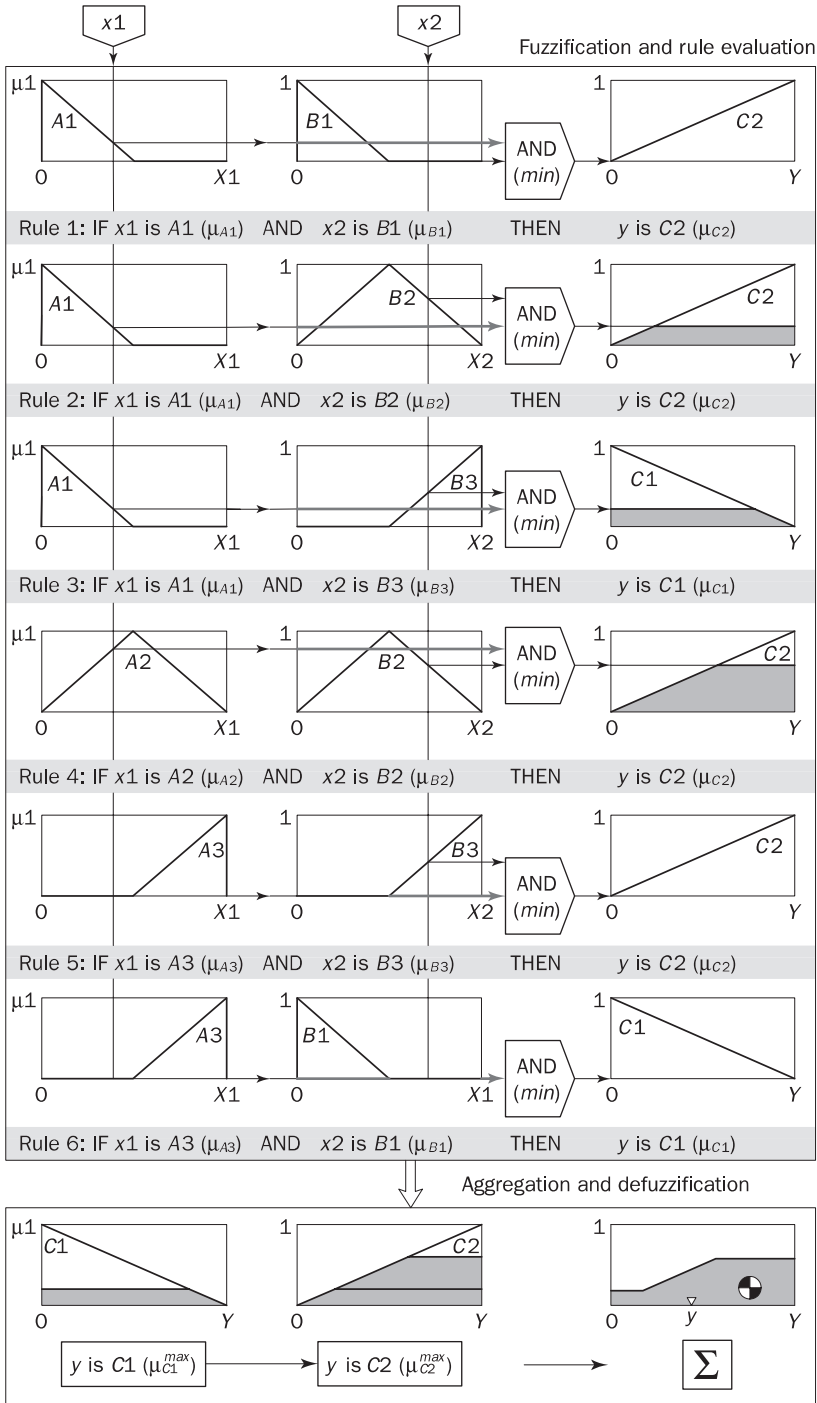 x1 x2
Fuzzification and rule evaluation
μ1 A1 0 X1 1 B1 AND (min) 1 C2 0 Y
Rule 1: IF x1 is A1 (μA1) AND x2 is B1 (μB1) THEN y is C2 (μC2)
μ1 A1 0 X1 1 B2 0 X2 AND (min) 1 C2 0 Y
Rule 2: IF x1 is A1 (μA1) AND x2 is B2 (μB2) THEN y is C2 (μC2)
μ1 A1 0 X1 1 B3 0 X2 AND (min) 1 C1 0 Y
Rule 3: IF x1 is A1 (μA1) AND x2 is B3 (μB3) THEN y is C1 (μC1)
μ1 A2 0 X1 1 B2 0 X2 AND (min) 1 C2 0 Y
Rule 4: IF x1 is A2 (μA2) AND x2 is B2 (μB2) THEN y is C2 (μC2)
μ1 A3 0 X1 1 B3 0 X2 AND (min) 1 C2 0 Y
Rule 5: IF x1 is A3 (μA3) AND x2 is B3 (μB3) THEN y is C2 (μC2)
μ1 A3 0 X1 1 B1 0 X1 AND (min) 1 C1 0 Y
Rule 6: IF x1 is A3 (μA3) AND x2 is B1 (μB1) THEN y is C1 (μC1)
Aggregation and defuzzification
μ1 C1 0 Y 1 C2 0 Y 1 0 y Y
y is C1 (μC1max) y is C2 (μC2max) Σ